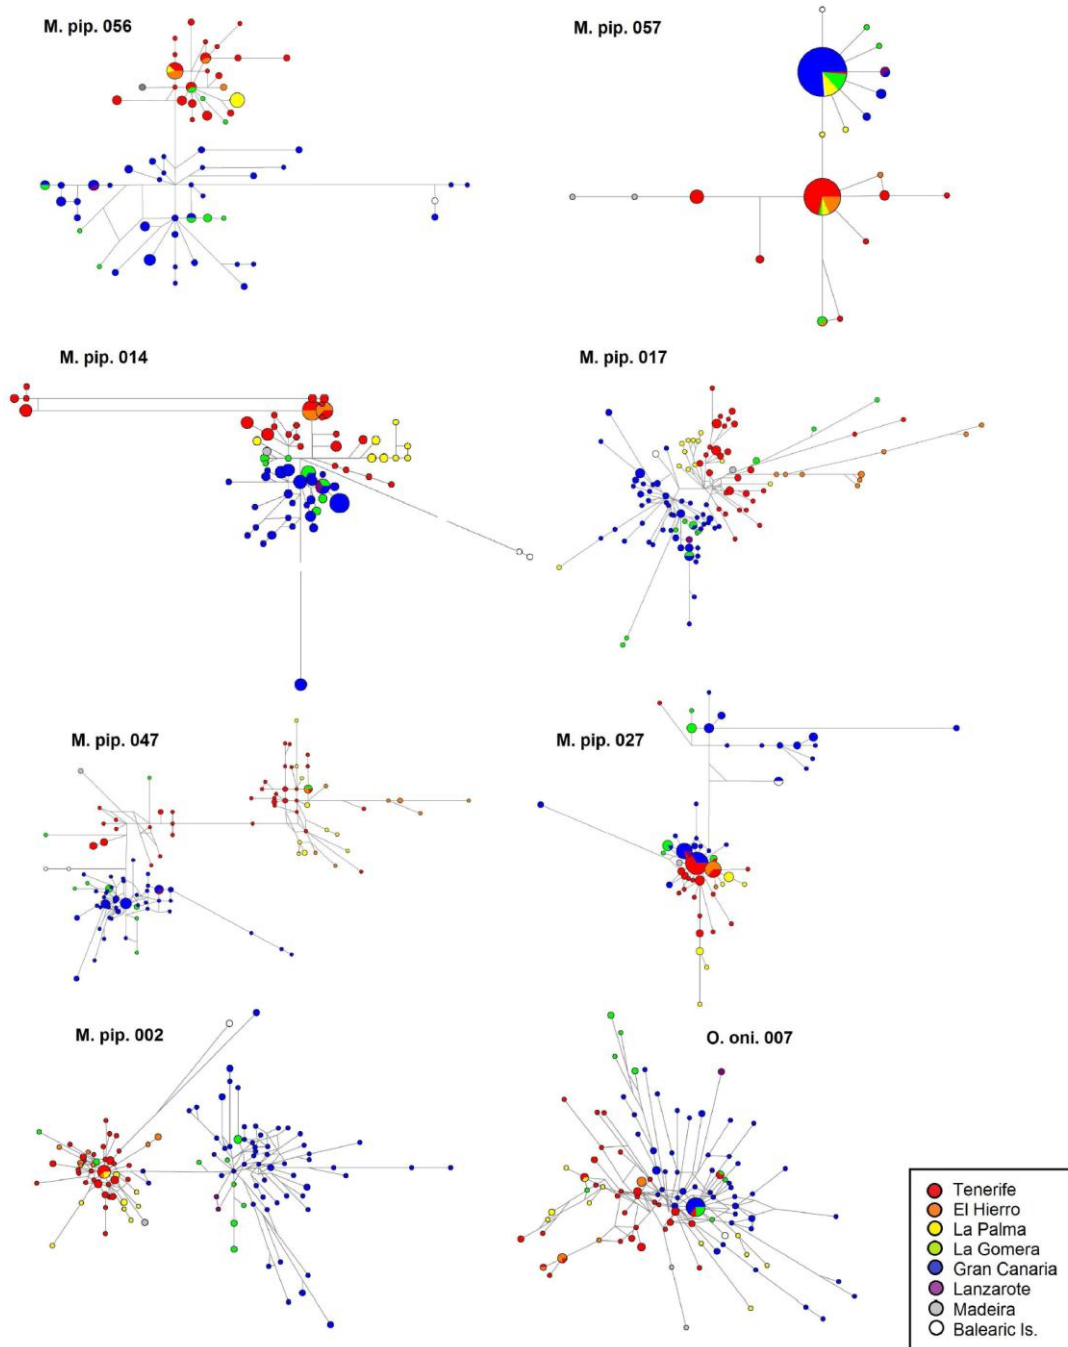 M. pip. 056
M. pip. 057
M. pip. 014
M. pip. 017
M. pip. 047
M. pip. 027
M. pip. 002
O. oni. 007
Tenerife
El Hierro
La Palma
La Gomera
Gran Canaria
Lanzarote
Madeira
Balearic Is.